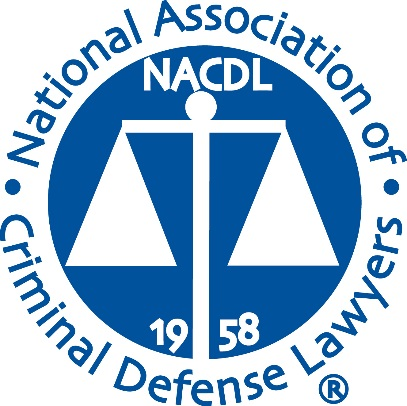 • National Association of •
Criminal Defense Lawyers
NACDL
19 58
®